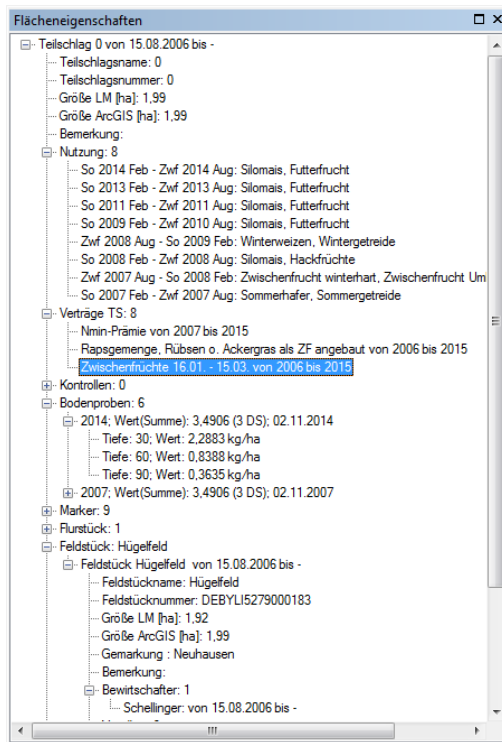 Flächeneigenschaften
Teilschlag 0 von 15.08.2006 bis -
Teilschlagsname: 0
Teilschlagsnummer: 0
Größe LM [ha]: 1,99
Größe ArcGIS [ha]: 1,99
Bemerkung:
Nutzung: 8
So 2014 Feb - Zwf 2014 Aug: Silomais, Futterfrucht
So 2013 Feb - Zwf 2013 Aug: Silomais, Futterfrucht
So 2011 Feb - Zwf 2011 Aug: Silomais, Futterfrucht
So 2009 Feb - Zwf 2010 Aug: Silomais, Futterfrucht
Zwf 2008 Aug - So 2009 Feb: Winterweizen, Wintergetreide
So 2008 Feb - Zwf 2008 Aug: Silomais, Hackfrüchte
Zwf 2007 Aug - So 2008 Feb: Zwischenfrucht winterhart, Zwischenfrucht Um
So 2007 Feb - Zwf 2007 Aug: Sommerhafer, Sommergetreide
Verträge TS: 8
Nmin-Prämie von 2007 bis 2015
Rapsgemenge, Rübsen o. Ackergras als ZF angebaut von 2006 bis 2015
Zwischenfruchte 16.01. - 15.03. von 2006 bis 2015
Kontrollen: 0
Bodenproben: 6
2014; Wert(Summe): 3,4906 (3 DS); 02.11.2014
Tiefe: 30; Wert: 2,2883 kg/ha
Tiefe: 60; Wert: 0,8388 kg/ha
Tiefe: 90; Wert: 0,3635 kg/ha
2007; Wert(Summe): 3,4906 (3 DS); 02.11.2007
Marker: 9
Flurstück: 1
Feldstück: Hügelfeld
Feldstück Hügelfeld von 15.08.2006 bis -
Feldstückname: Hügelfeld
Feldstücknummer: DEBYLI5279000183
Größe LM [ha]: 1,92
Größe ArcGIS [ha]: 1,99
Gemarkung : Neuhausen
Bemerkung:
Bewirtschafter: 1
Schellinger: von 15.08.2006 bis -